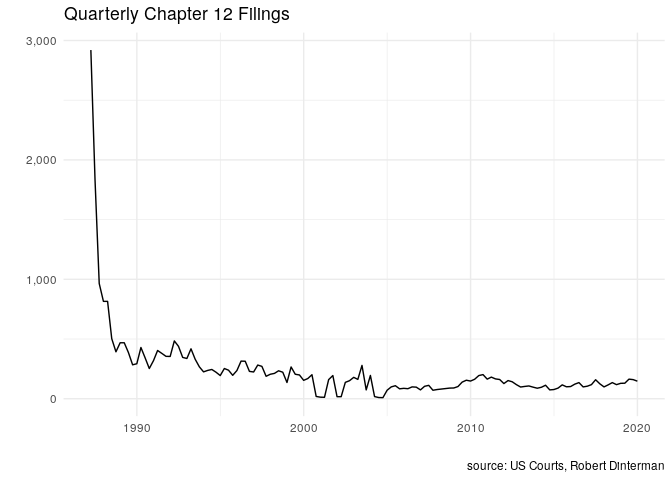 Quarterly Chapter 12 Filings
3,000
2,000
1,000
0
1990 2000 2010 2020
source: US Courts, Robert Dinterman